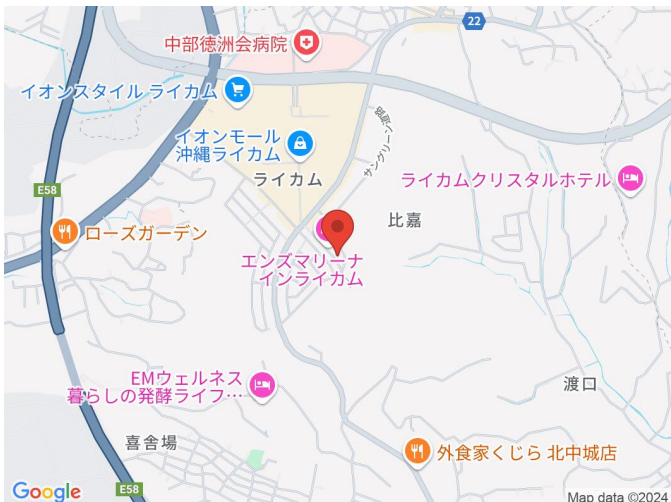 22
中部徳洲会病院
イオンスタイル ライカム
イオンモール
沖縄ライカム
サングリーン通り
ライカム
E58
ローズガーデン
比嘉
ライカムクリスタルホテル
エンズマリーナ
インライカム
EMウェルネス
暮らしの発酵ライフ…
渡口
喜舎場
外食家くじら 北中城店
E58
Google
Map data ©2024